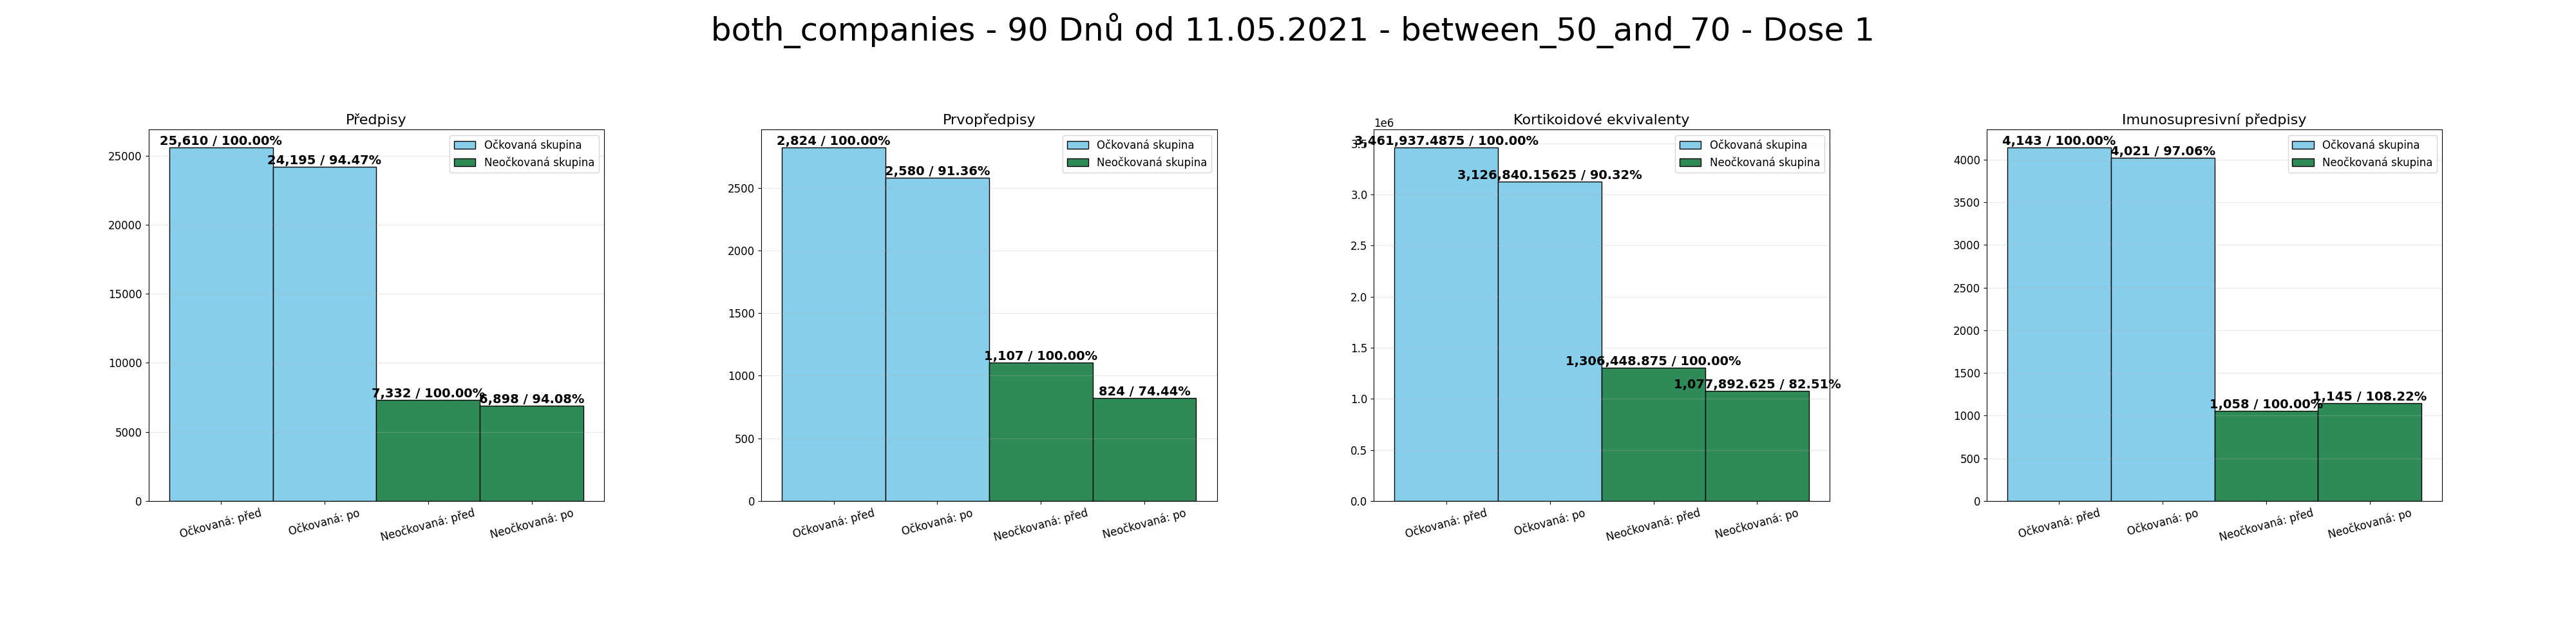 both_companies - 90 Dnů od 11.05.2021 - between_50_and_70 - Dose 1
Předpisy
25,610 / 100.00%
24,195 / 94.47%
7,332 / 100.00%
6,898 / 94.08%
Očkovaná skupina
Neočkovaná skupina
25000
20000
15000
10000
5000
0
Očkovaná: před
Očkovaná: po
Neočkovaná: před
Neočkovaná: po
Prvopředpisy
2,824 / 100.00%
2,580 / 91.36%
1,107 / 100.00%
824 / 74.44%
Očkovaná skupina
Neočkovaná skupina
2500
2000
1500
1000
500
0
Očkovaná: před
Očkovaná: po
Neočkovaná: před
Neočkovaná: po
Kortikoidové ekvivalenty
1e6
3,461,937.4875 / 100.00%
3,126,840.15625 / 90.32%
1,306,448.875 / 100.00%
1,077,892.625 / 82.51%
Očkovaná skupina
Neočkovaná skupina
3.5
3.0
2.5
2.0
1.5
1.0
0.5
0.0
Očkovaná: před
Očkovaná: po
Neočkovaná: před
Neočkovaná: po
Imunosupresivní předpisy
4,143 / 100.00%
4,021 / 97.06%
1,058 / 100.00%
1,145 / 108.22%
Očkovaná skupina
Neočkovaná skupina
4000
3500
3000
2500
2000
1500
1000
500
0
Očkovaná: před
Očkovaná: po
Neočkovaná: před
Neočkovaná: po